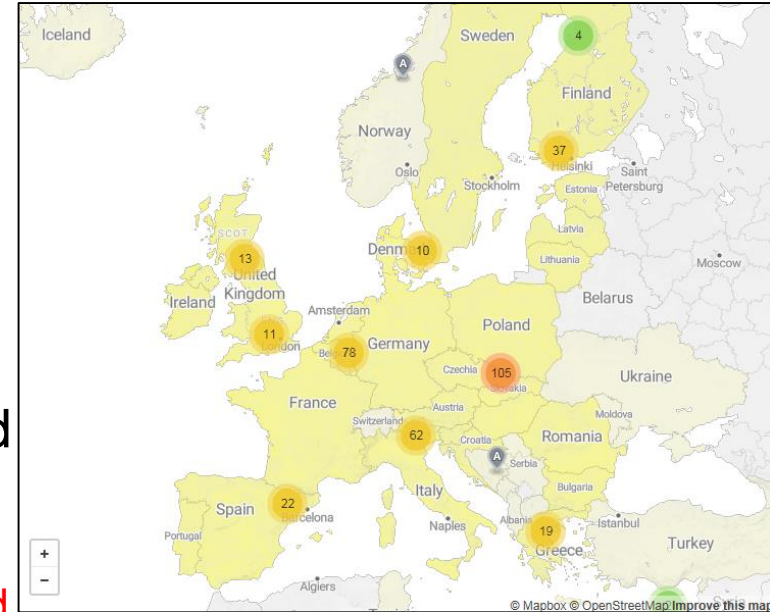 Iceland
Sweden
4
Finland
A
Norway
37
Helsinki
Oslo
Saint
Petersburg
Stockholm
Estonia
SCOT
Latvia
Denm
10
Moscow
13
United
Kingdom
Lithuania
Ireland
Belarus
Amsterdam
11
London
Poland
78
Germany
Czechia
105
Ukraine
France
Austria
Moldova
Switzerland
62
Croatia
Romania
A
Serbia
Italy
Bulgaria
Spain
22
Barcelona
Naples
Albania
19
Istanbul
Portugal
Greece
Turkey
+
−
Algiers
d
d
© Mapbox © OpenStreetMap Improve this map